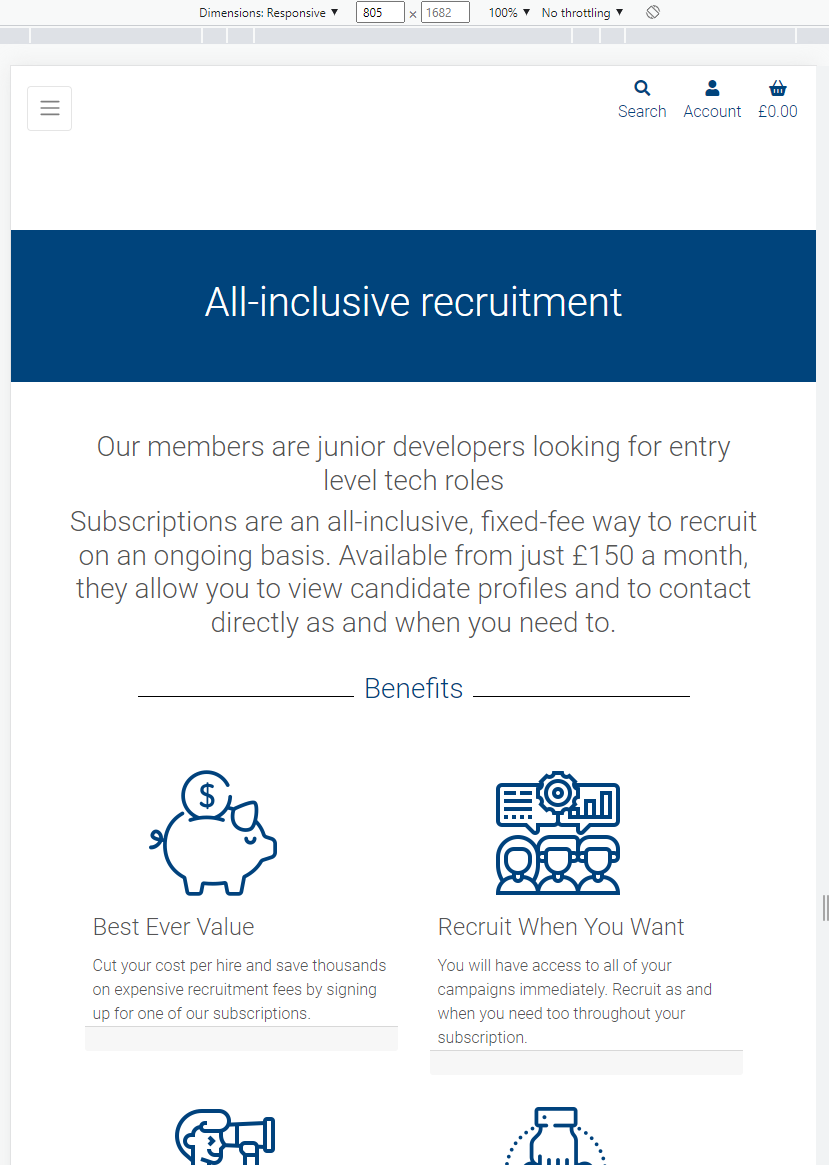 Dimensions: Responsive ▼ 805 × 1682 100% ▼ No throttling ▼
Search Account £0.00
All-inclusive recruitment
Our members are junior developers looking for entry
level tech roles
Subscriptions are an all-inclusive, fixed-fee way to recruit
on an ongoing basis. Available from just £150 a month,
they allow you to view candidate profiles and to contact
directly as and when you need to.
Benefits
$
Best Ever Value
Cut your cost per hire and save thousands
on expensive recruitment fees by signing
up for one of our subscriptions.
Recruit When You Want
You will have access to all of your
campaigns immediately. Recruit as and
when you need too throughout your
subscription.